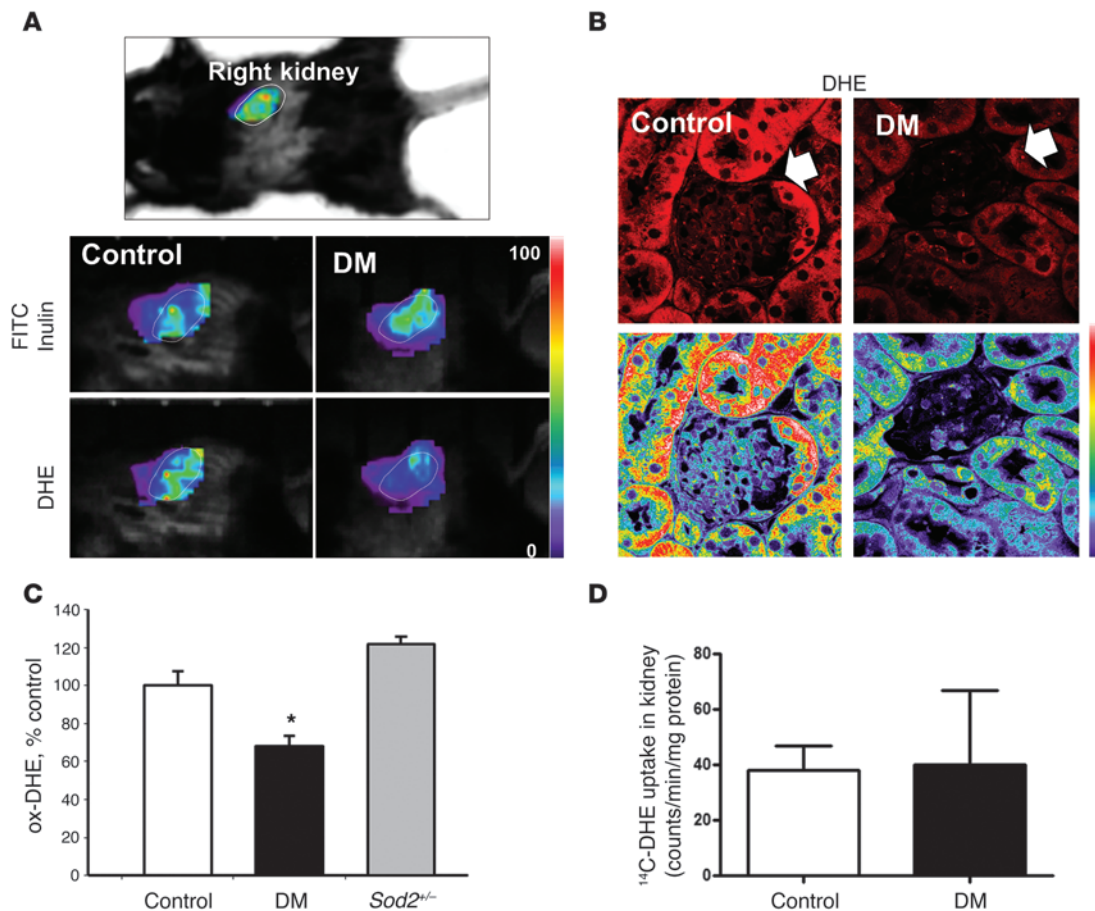 A
Right kidney
Control
DM
100
FITC
Inulin
DHE
0
B
DHE
Control
DM
C
140
120
100
80
60
40
20
0
ox-DHE, % control
*
Control
DM
Sod2+/–
D
80
60
40
20
0
14C-DHE uptake in kidney
(counts/min/mg protein)
Control
DM